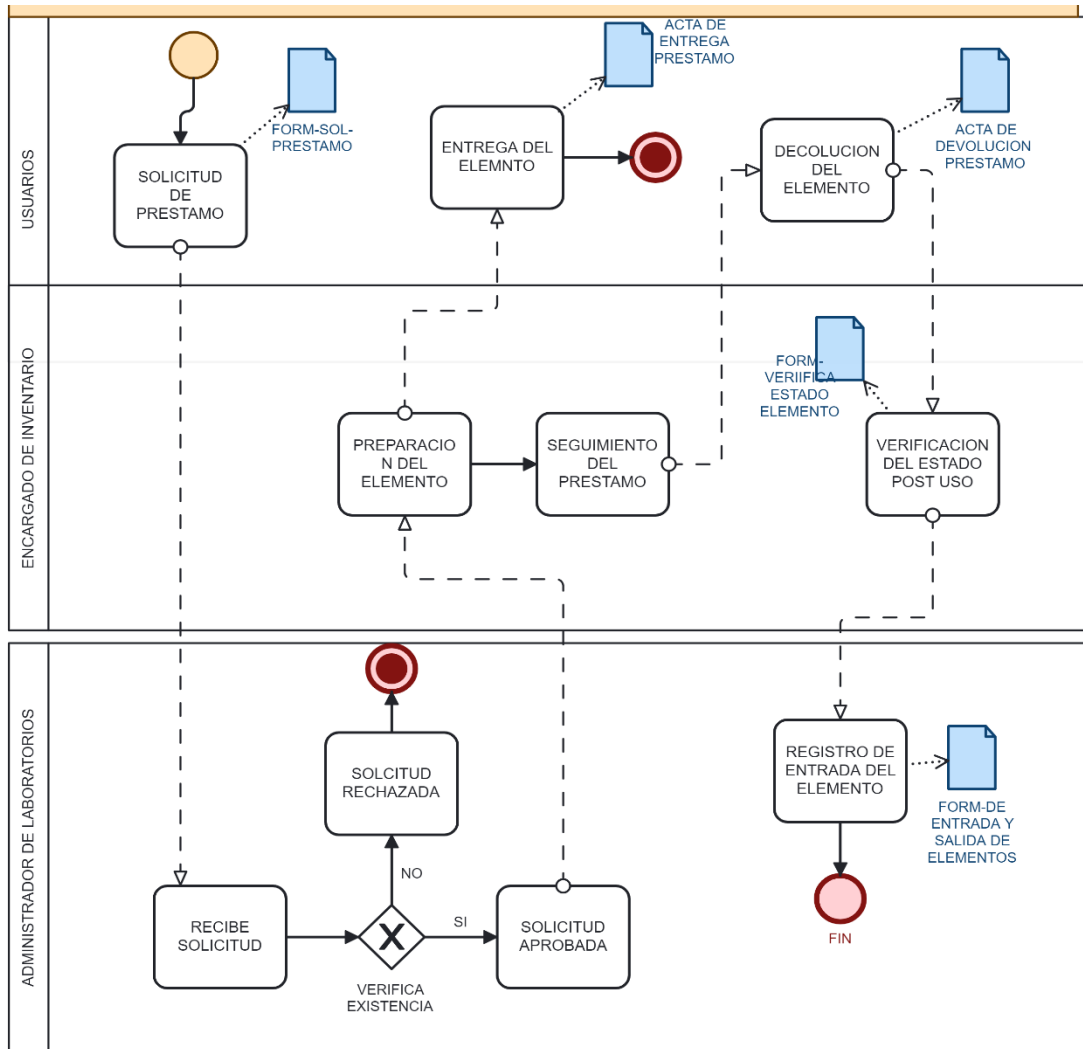 USUARIOS
SOLICITUD
DE
PRESTAMO
FORM-SOL-
PRESTAMO
ENTREGA DEL
ELEMNTO
ACTA DE
ENTREGA
PRESTAMO
DECOLUCION
DEL
ELEMENTO
ACTA DE
DEVOLUCION
PRESTAMO
ENCARGADO DE INVENTARIO
PREPARACIO
N DEL
ELEMENTO
SEGUIMIENTO
DEL
PRESTAMO
FORM-
VERIIFICA
ESTADO
ELEMENTO
VERIFICACION
DEL ESTADO
POST USO
ADMINISTRADOR DE LABORATORIOS
RECIBE
SOLICITUD
SOLCITUD
RECHAZADA
NO
VERIFICA
EXISTENCIA
SI
SOLICITUD
APROBADA
REGISTRO DE
ENTRADA DEL
ELEMENTO
FORM-DE
ENTRADA Y
SALIDA DE
ELEMENTOS
FIN